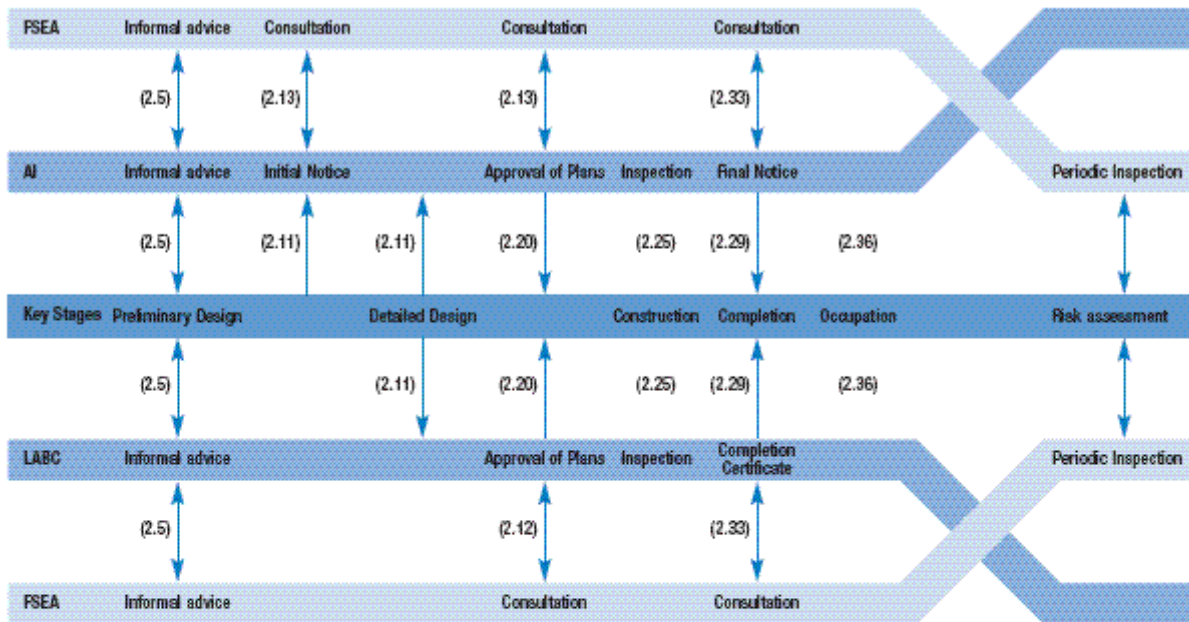 FSEA Informal advice Consultation Consultation Consultation
(2.5) (2.13) (2.13) (2.33)
AI Informal advice Initial Notice Approval of Plans Inspection Final Notice Periodic Inspection
(2.5) (2.11) (2.11) (2.20) (2.25) (2.29) (2.36)
Key Stages Preliminary Design Detailed Design Construction Completion Occupation Risk assessment
(2.5) (2.11) (2.20) (2.25) (2.29) (2.36)
LABC Informal advice Approval of Plans Inspection Completion Certificate Periodic Inspection
(2.5) (2.12) (2.33)
FSEA Informal advice Consultation Consultation